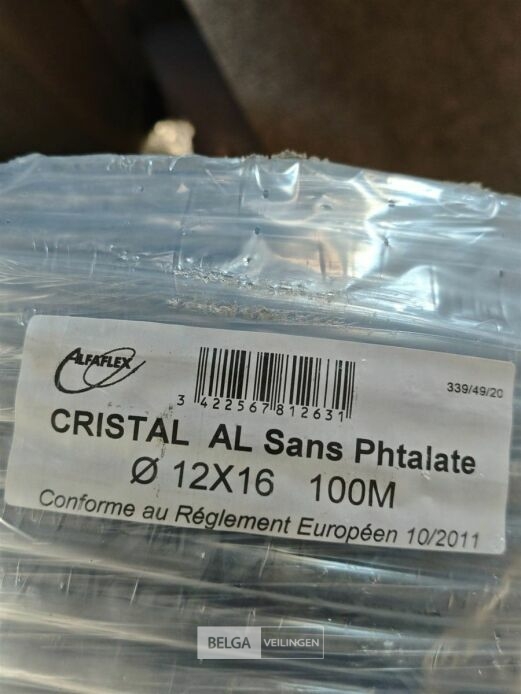 ALFAFLEX
339/49/20
3 422567 812631
CRISTAL AL Sans Phtalate
Ø 12X16 100M
Conforme au Réglement Européen 10/2011
BELGA VEILINGEN